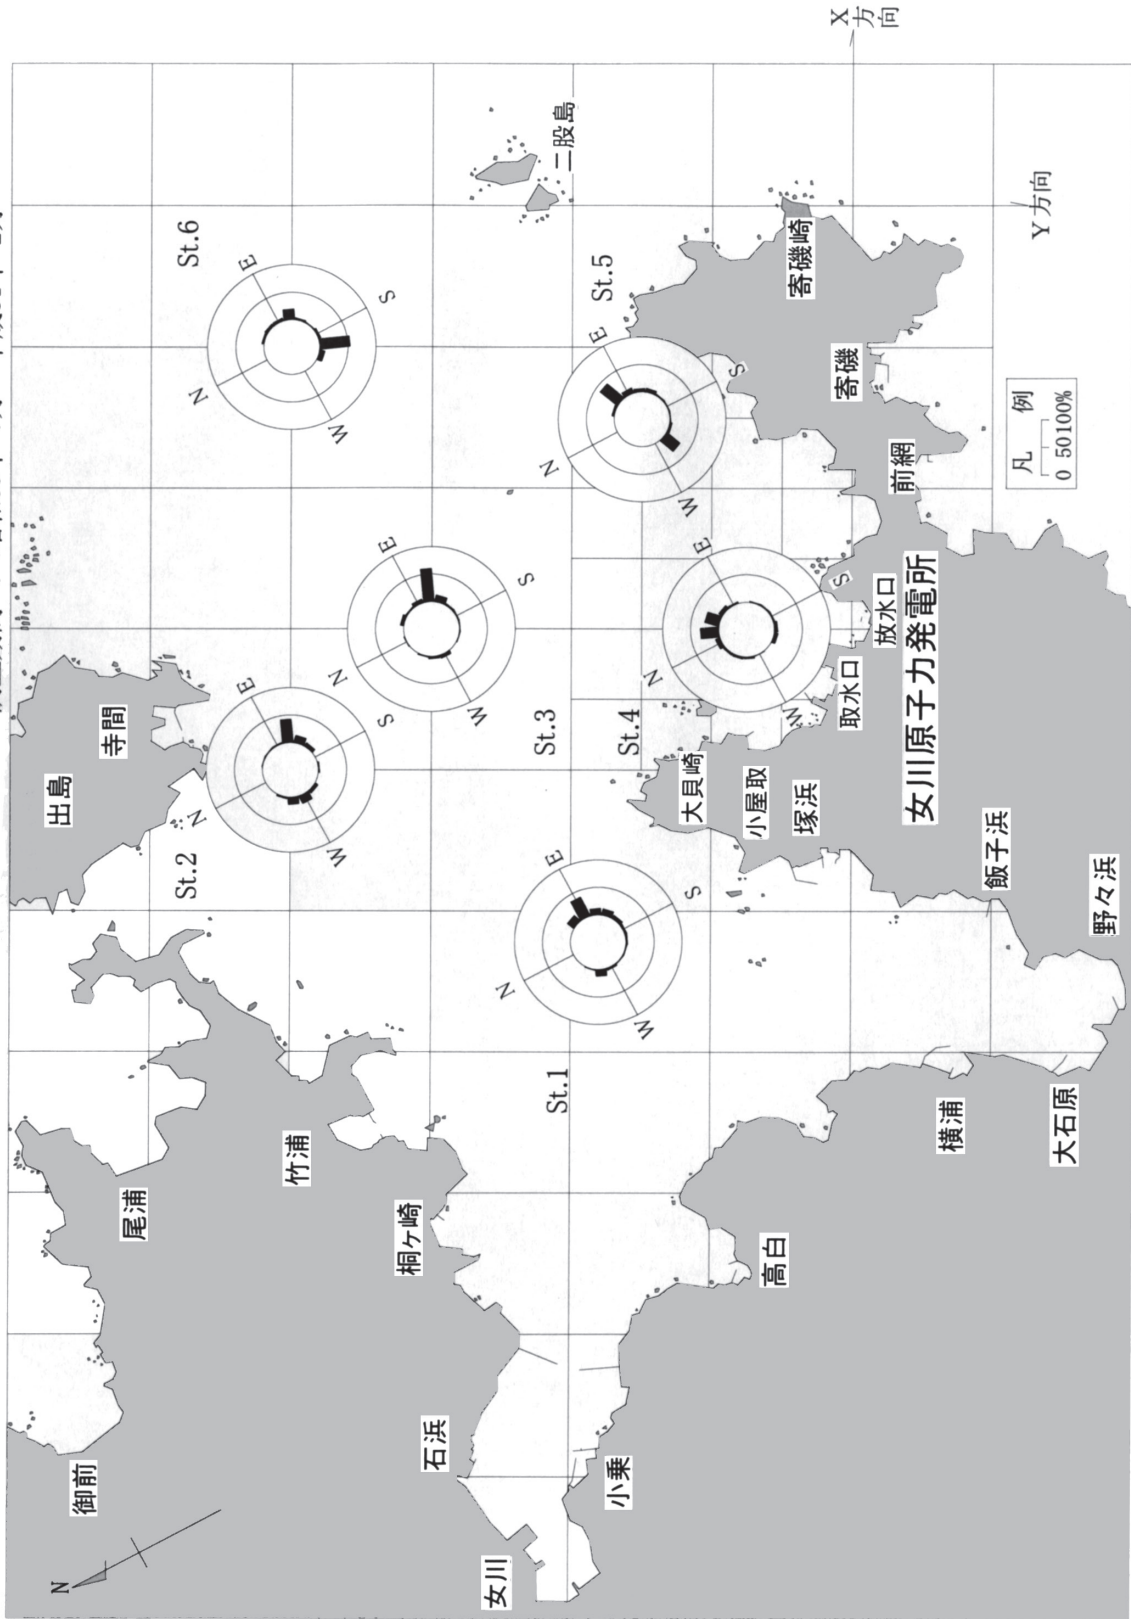 St.6
N
E
S
W
二股島
St.5
N
E
S
W
X方向
Y方向
寄磯崎
寄磯
前網
凡 例
0 50100%
出島
寺間
St.2
N
E
S
W
N
E
S
W
St.3
St.4
N
E
S
W
大貝崎
小屋取
塚浜
取水口
放水口
女川原子力発電所
飯子浜
野々浜
St.1
N
E
S
W
尾浦
竹浦
桐ヶ崎
横浦
大石原
高白
御前
石浜
小乗
女川
N